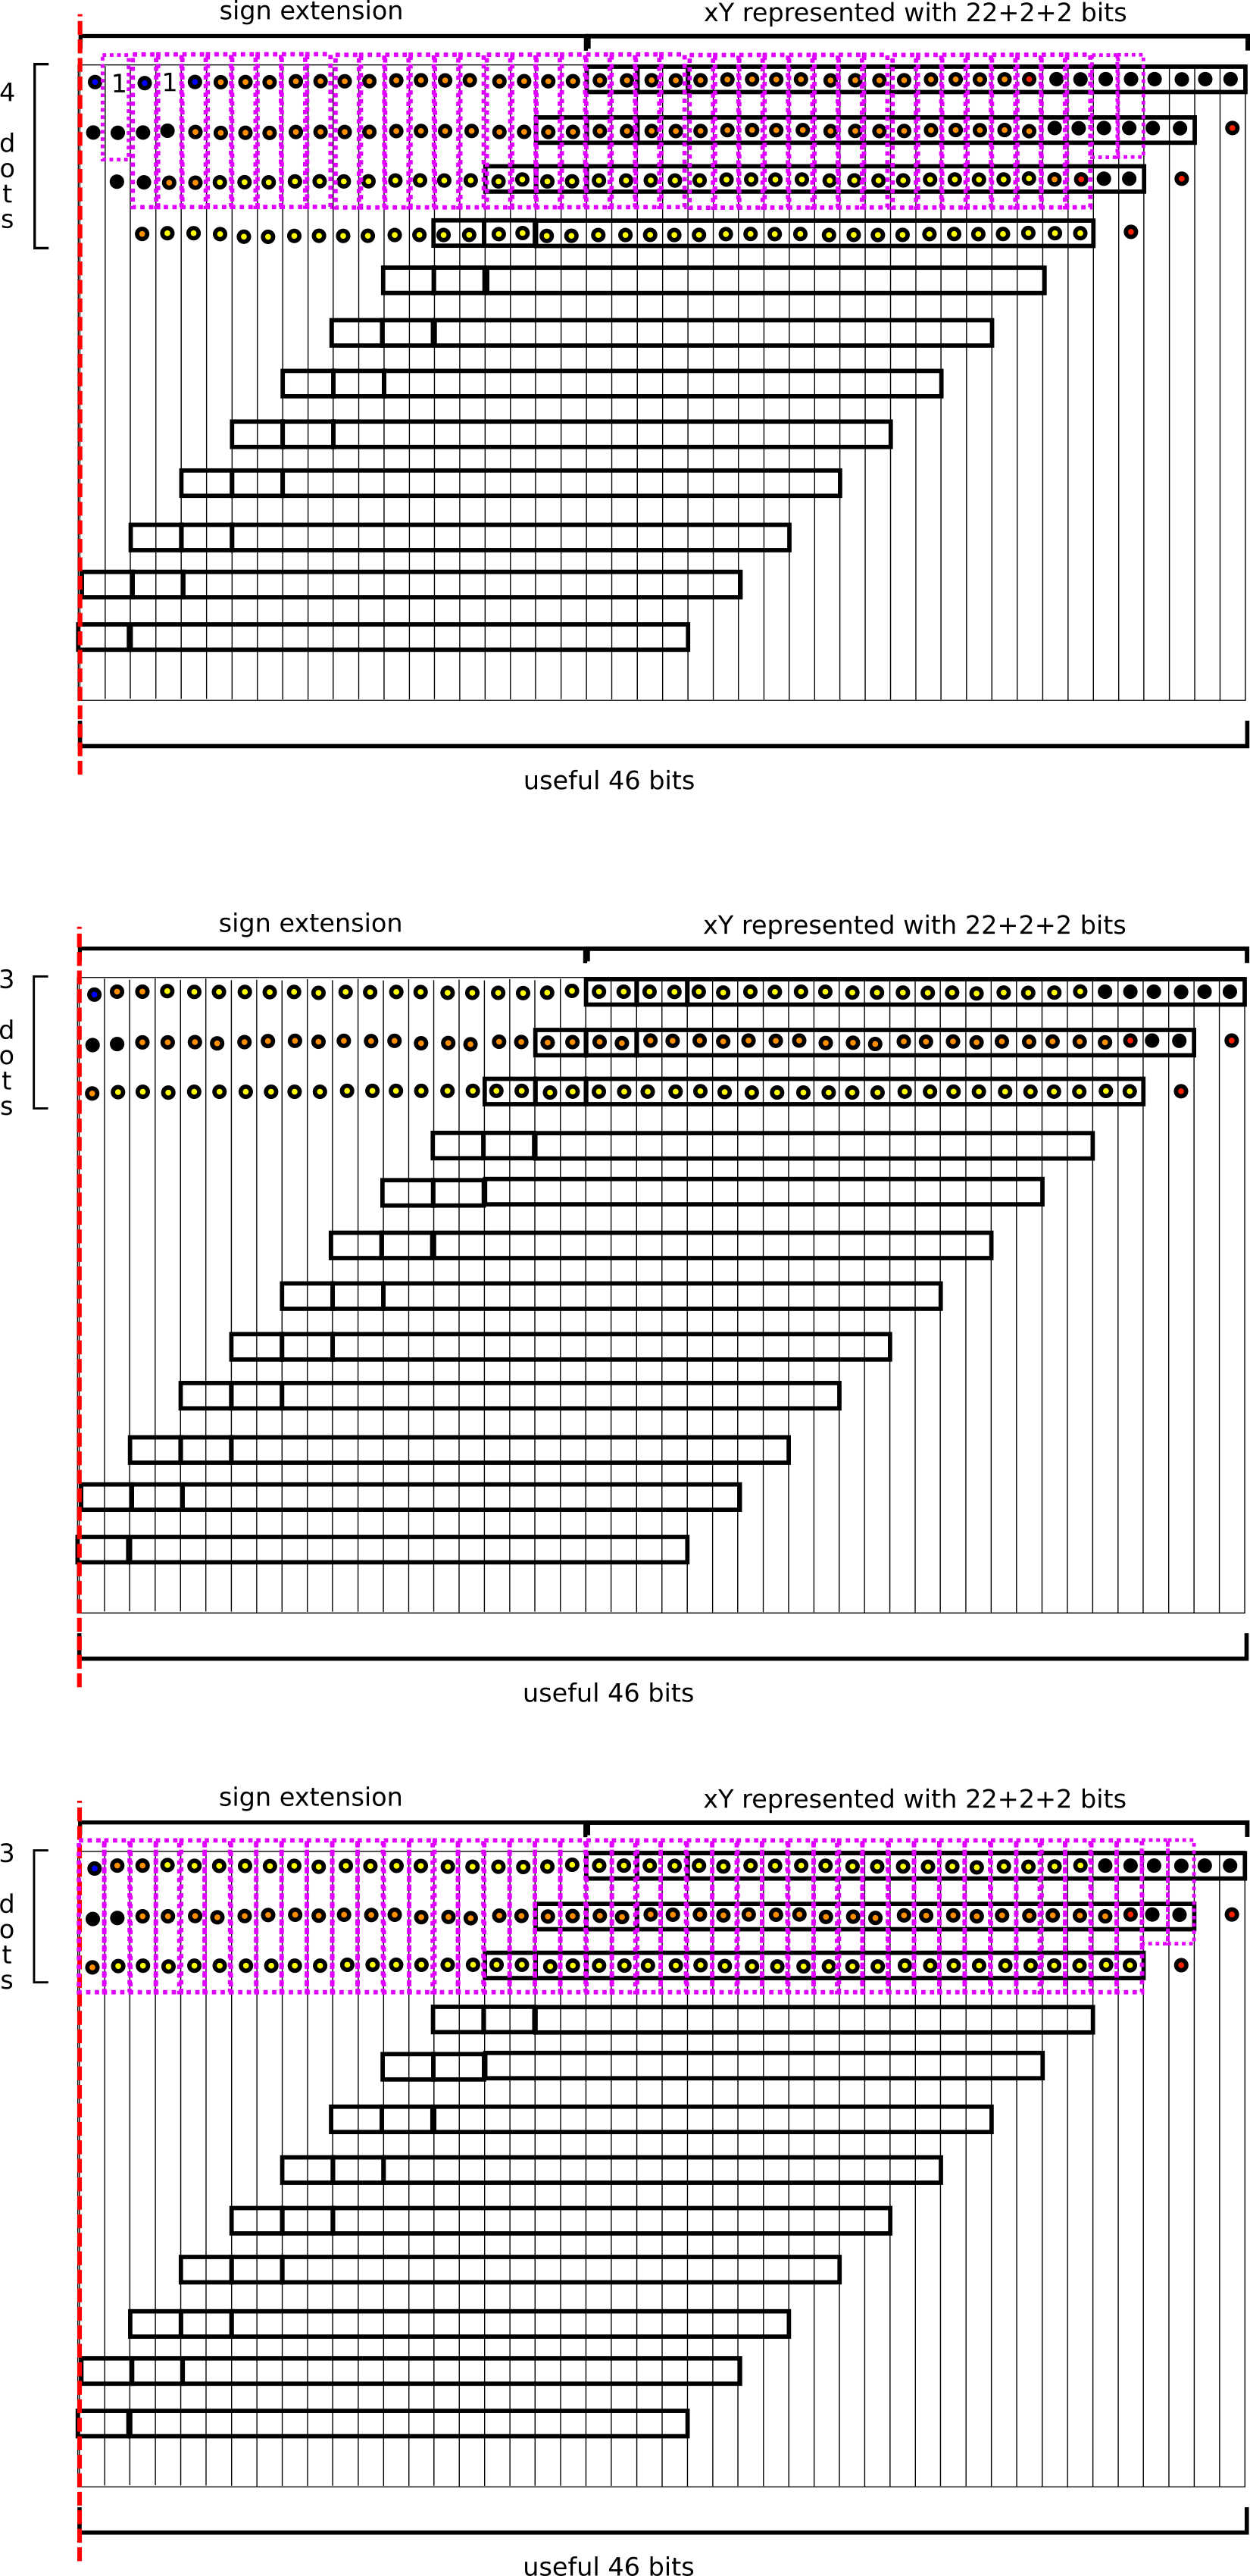 sign extension
xY represented with 22+2+2 bits
1 1
4
d
o
t
s
useful 46 bits
sign extension
xY represented with 22+2+2 bits
3
d
o
t
s
useful 46 bits
sign extension
xY represented with 22+2+2 bits
3
d
o
t
s
useful 46 bits